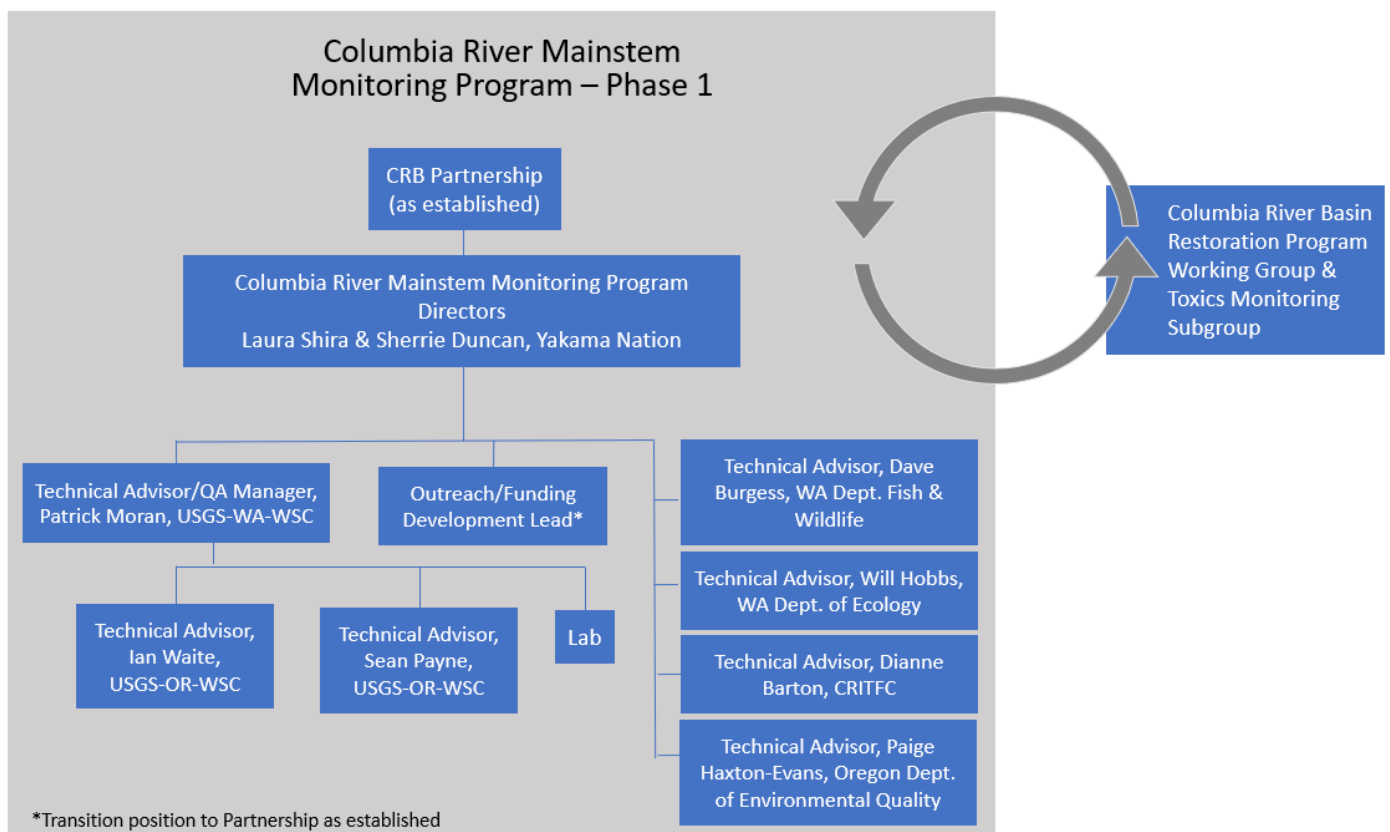 Columbia River Mainstem
Monitoring Program – Phase 1
CRB Partnership
(as established)
Columbia River Mainstem Monitoring Program
Directors
Laura Shira & Sherrie Duncan, Yakama Nation
Columbia River Basin
Restoration Program
Working Group &
Toxics Monitoring
Subgroup
Technical Advisor/QA Manager,
Patrick Moran, USGS-WA-WSC
Outreach/Funding
Development Lead*
Technical Advisor, Dave
Burgess, WA Dept. Fish &
Wildlife
Technical Advisor, Will Hobbs,
WA Dept. of Ecology
Technical Advisor, Dianne
Barton, CRITFC
Technical Advisor, Paige
Haxton-Evans, Oregon Dept.
of Environmental Quality
Technical Advisor,
Ian Waite,
USGS-OR-WSC
Technical Advisor,
Sean Payne,
USGS-OR-WSC
Lab
*Transition position to Partnership as established